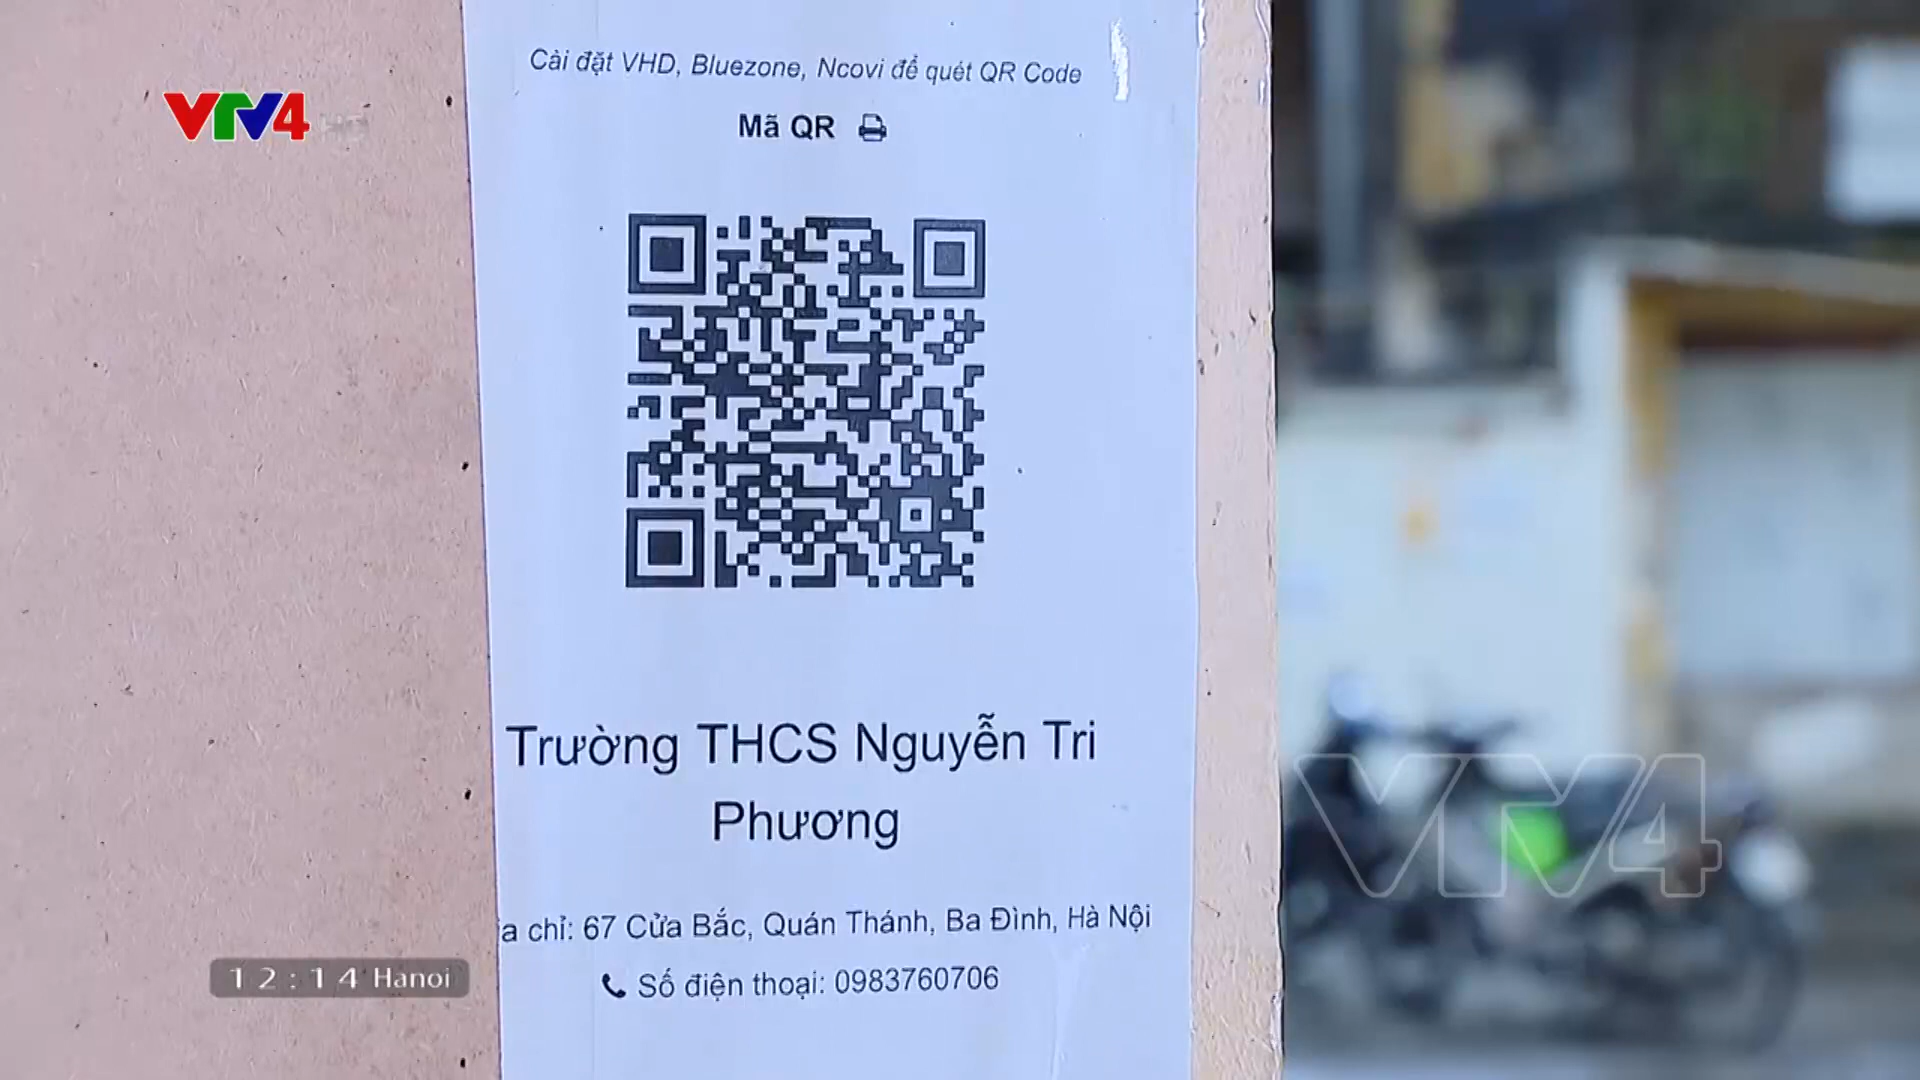 Cài đặt VHD, Bluezone, Ncovi để quét QR Code
VTV4
Mã QR
Trường THCS Nguyễn Tri
Phương
ịa chỉ: 67 Cửa Bắc, Quán Thánh, Ba Đình, Hà Nội
Số điện thoại: 0983760706
12:14 Hanoi
VTV4